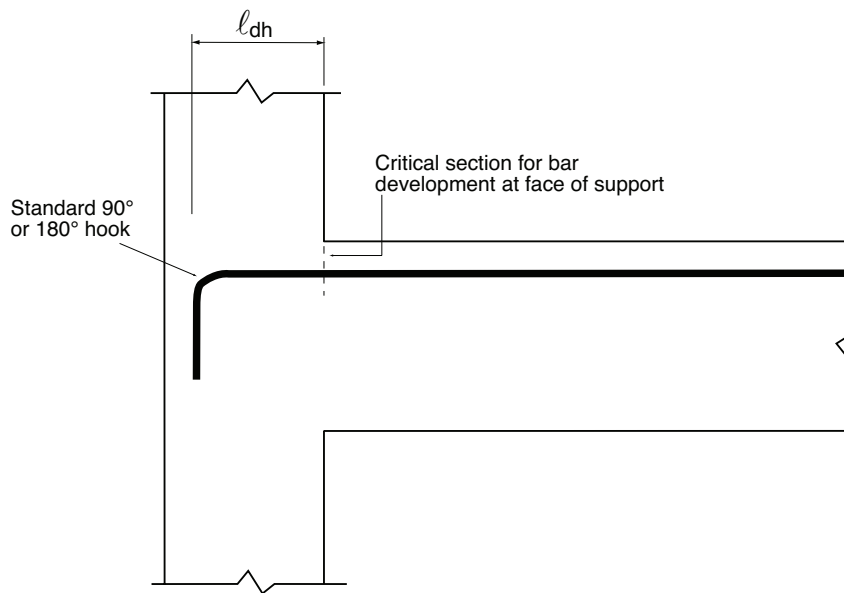 ℓdh
Critical section for bar
development at face of support
Standard 90°
or 180° hook